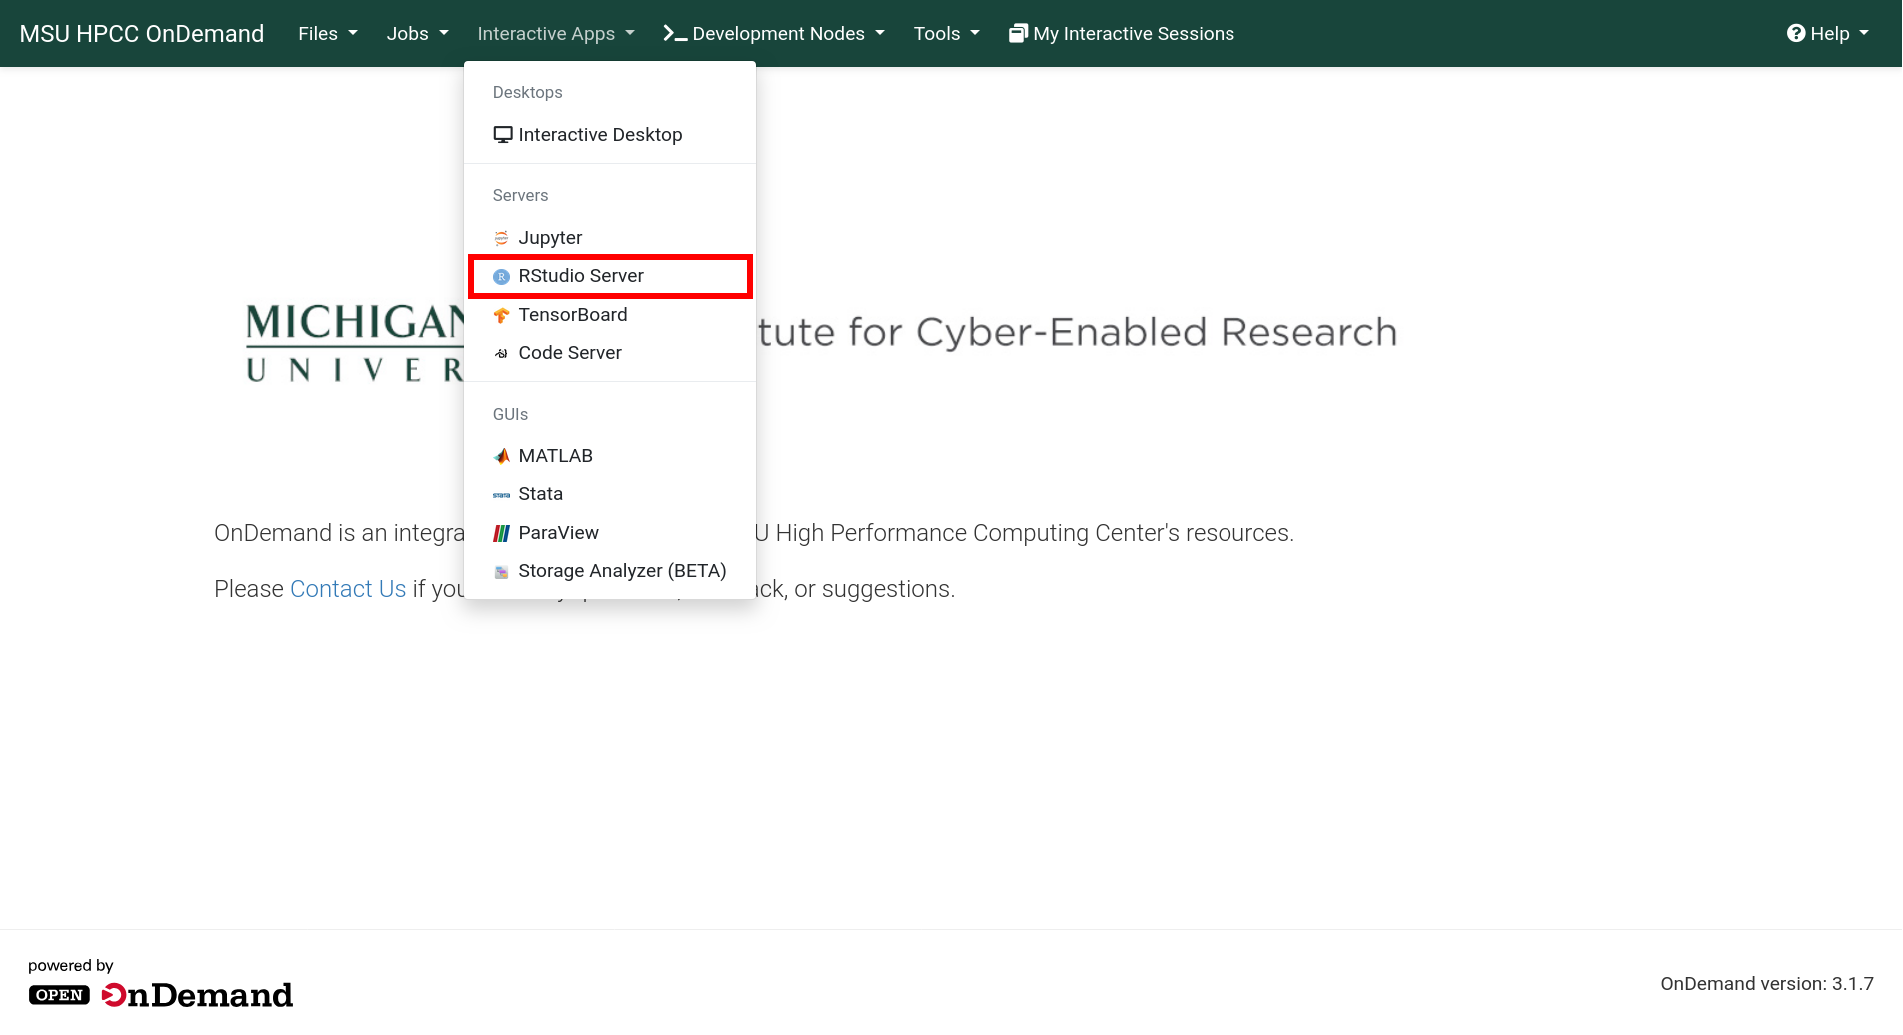 MSU HPCC OnDemand Files Jobs Interactive Apps Development Nodes Tools My Interactive Sessions Help
Desktops
Interactive Desktop
Servers
Jupyter
RStudio Server
TensorBoard
Code Server
GUIs
MATLAB
Stata
ParaView
Storage Analyzer (BETA)
MICHIGAN tute for Cyber-Enabled Research
UNIVER
OnDemand is an integra U High Performance Computing Center's resources.
Please Contact Us if you ack, or suggestions.
powered by
OPEN OnDemand
OnDemand version: 3.1.7